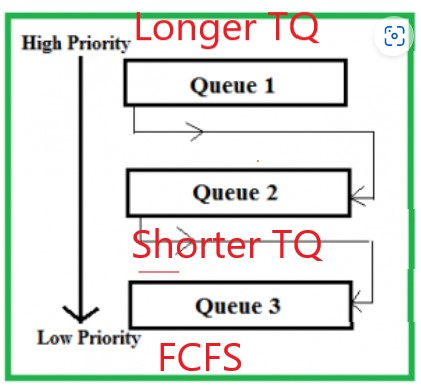 Longer TQ
High Priority
Queue 1
Queue 2
Shorter TQ
Queue 3
Low Priority
FCFS